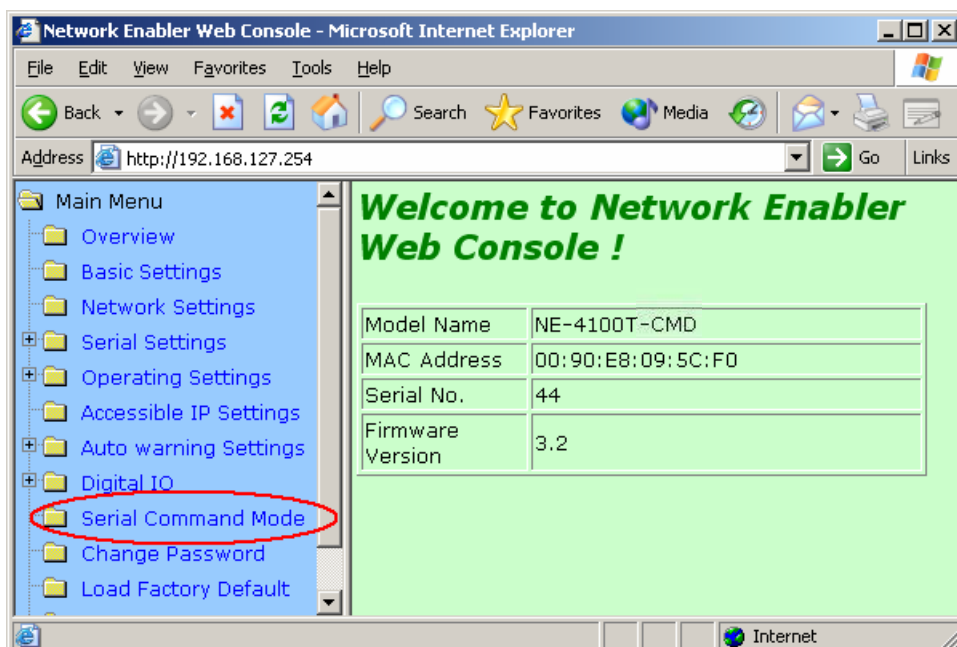 Network Enabler Web Console - Microsoft Internet Explorer
File Edit View Favorites Tools Help
Back Search Favorites Media
Address http://192.168.127.254 Go Links
Main Menu
Overview
Basic Settings
Network Settings
Serial Settings
Operating Settings
Accessible IP Settings
Auto warning Settings
Digital IO
Serial Command Mode
Change Password
Load Factory Default
Welcome to Network Enabler
Web Console !
Model Name NE-4100T-CMD
MAC Address 00:90:E8:09:5C:F0
Serial No. 44
Firmware
Version 3.2
Internet